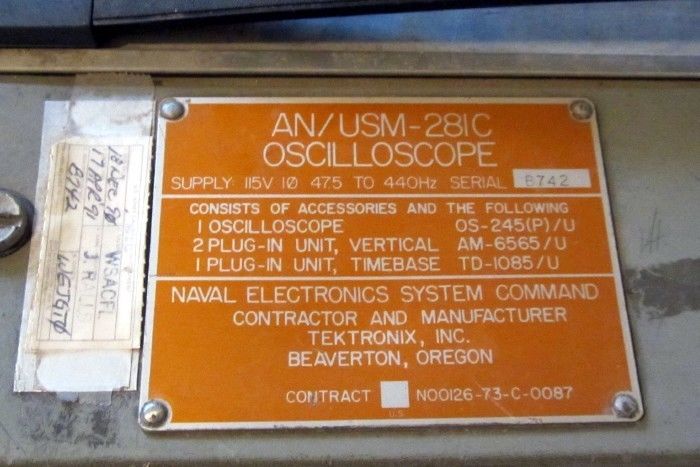 AN/USM-281C
OSCILLOSCOPE
SUPPLY: 115V 1Ø 47.5 TO 440Hz SERIAL B742
CONSISTS OF ACCESSORIES AND THE FOLLOWING
1 OSCILLOSCOPE OS-245(P)/U
2 PLUG-IN UNIT, VERTICAL AM-6565/U
1 PLUG-IN UNIT, TIMEBASE TD-1085/U
NAVAL ELECTRONICS SYSTEM COMMAND
CONTRACTOR AND MANUFACTURER
TEKTRONIX, INC.
BEAVERTON, OREGON
CONTRACT N00126-73-C-0087
U.S
B742